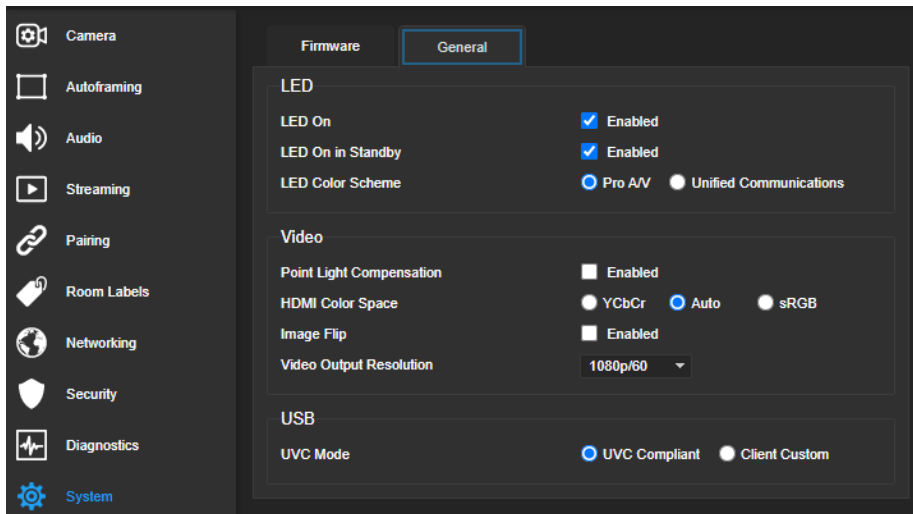 Camera
Autoframing
Audio
Streaming
Pairing
Room Labels
Networking
Security
Diagnostics
System
Firmware General
LED
LED On Enabled
LED On in Standby Enabled
LED Color Scheme Pro A/V Unified Communications
Video
Point Light Compensation Enabled
HDMI Color Space YCbCr Auto sRGB
Image Flip Enabled
Video Output Resolution 1080p/60
USB
UVC Mode UVC Compliant Client Custom